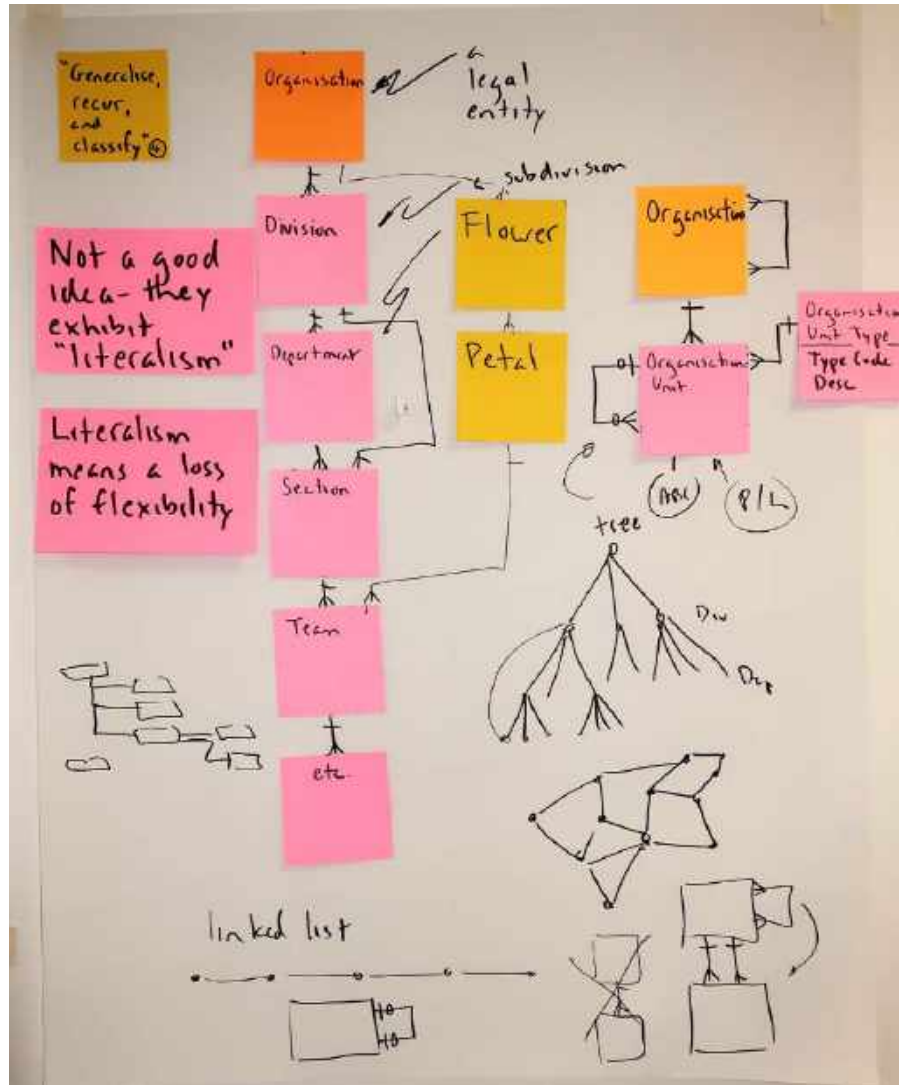 "Generalise,
recur,
and
classify"④
Organisation
a
legal
entity
a subdivision
Division
Flower
Organisation
Not a good
idea- they
exhibit
"literalism"
Department
Petal
Organisation
Unit
Organisation
Unit Type
Type Code
Desc
Literalism
means a loss
of flexibility
Section
P/L
tree
Team
Div
etc.
linked list